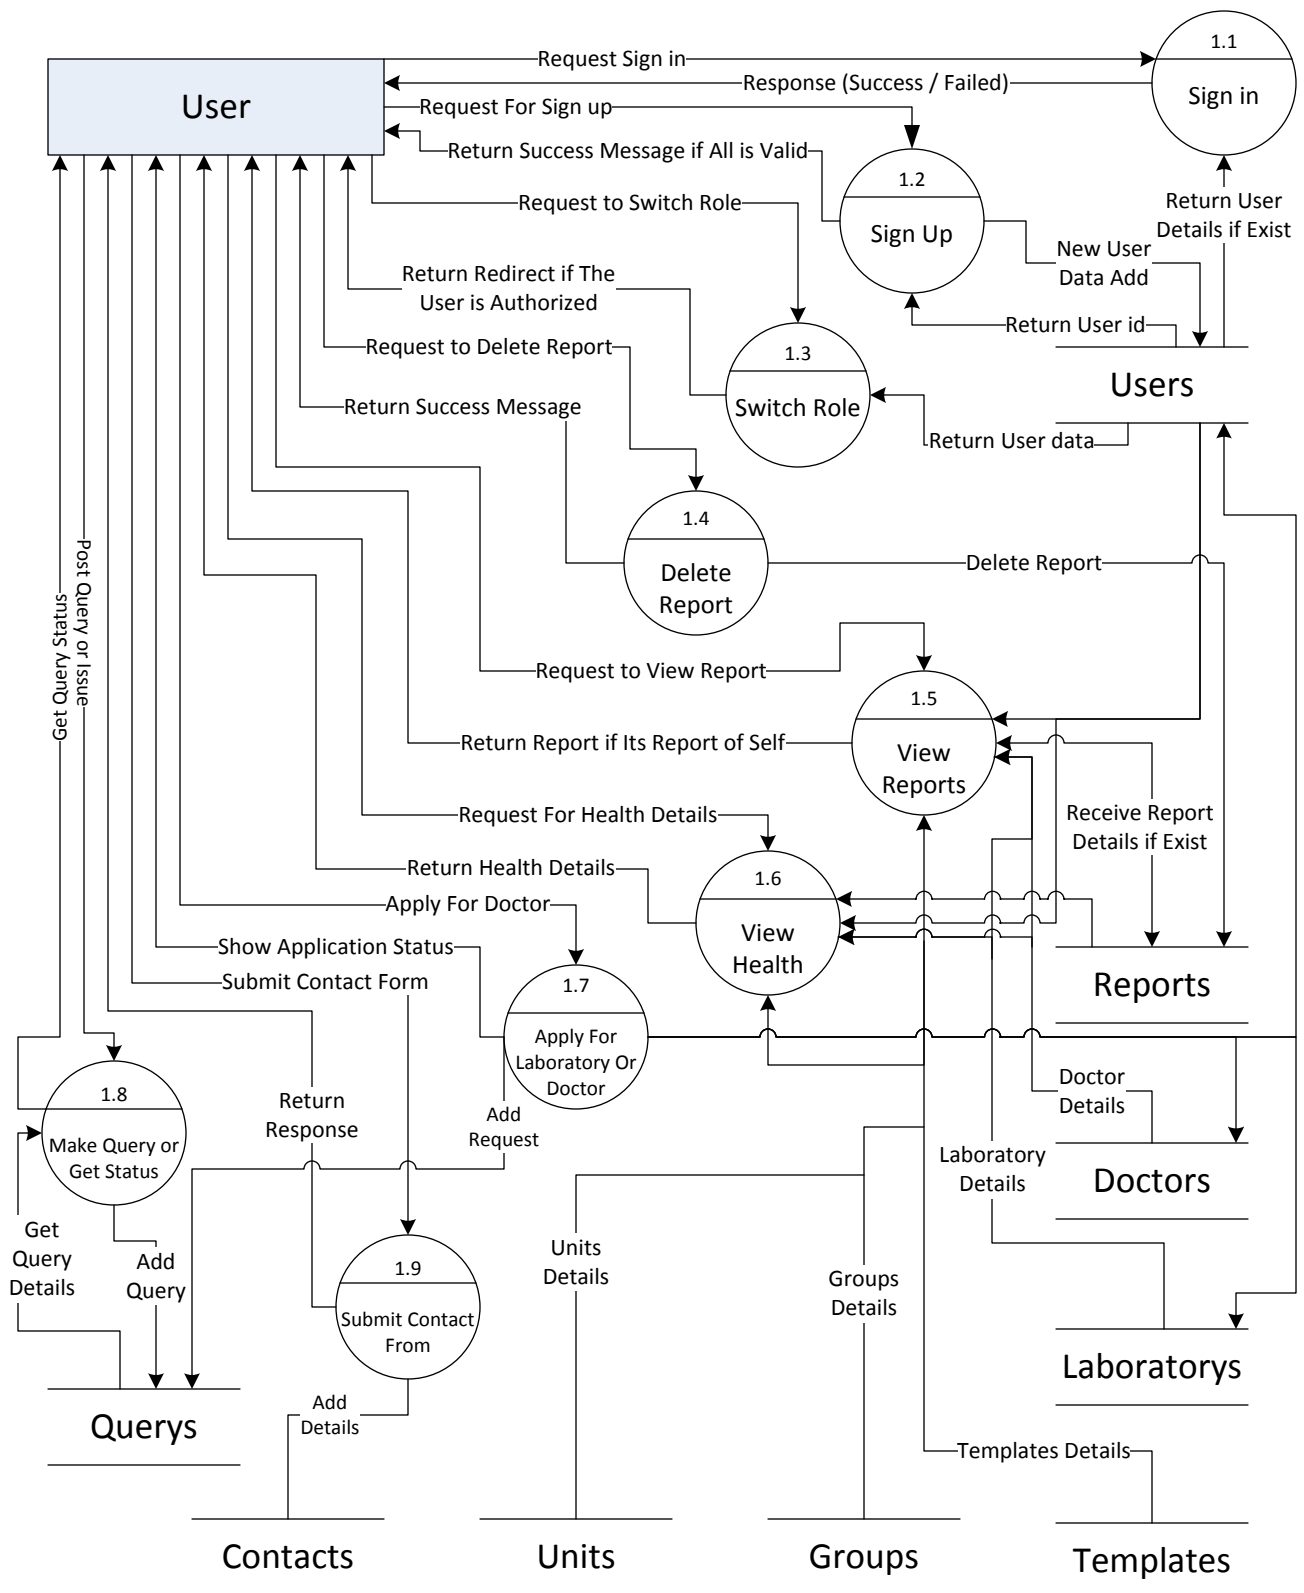 Request Sign in
1.1
Response (Success / Failed)
Sign in
User
Request For Sign up
Return Success Message if All is Valid
1.2
Request to Switch Role
Sign Up
Return User
Details if Exist
New User
Data Add
Return Redirect if The
User is Authorized
Return User id
Request to Delete Report
1.3
Users
Return Success Message
Switch Role
Return User data
1.4
Delete
Report
Delete Report
Post Query or Issue
Get Query Status
Request to View Report
1.5
Return Report if Its Report of Self
View
Reports
Request For Health Details
Receive Report
Details if Exist
Return Health Details
1.6
Apply For Doctor
View
Health
Show Application Status
Submit Contact Form
1.7
Reports
Apply For
Laboratory Or
Doctor
1.8
Return
Response
Add
Request
Doctor
Details
Make Query or
Get Status
Laboratory
Details
Doctors
Get
Query
Details
Add
Query
Units
Details
1.9
Groups
Details
Submit Contact
From
Laboratorys
Add
Details
Querys
Templates Details
Contacts
Units
Groups
Templates